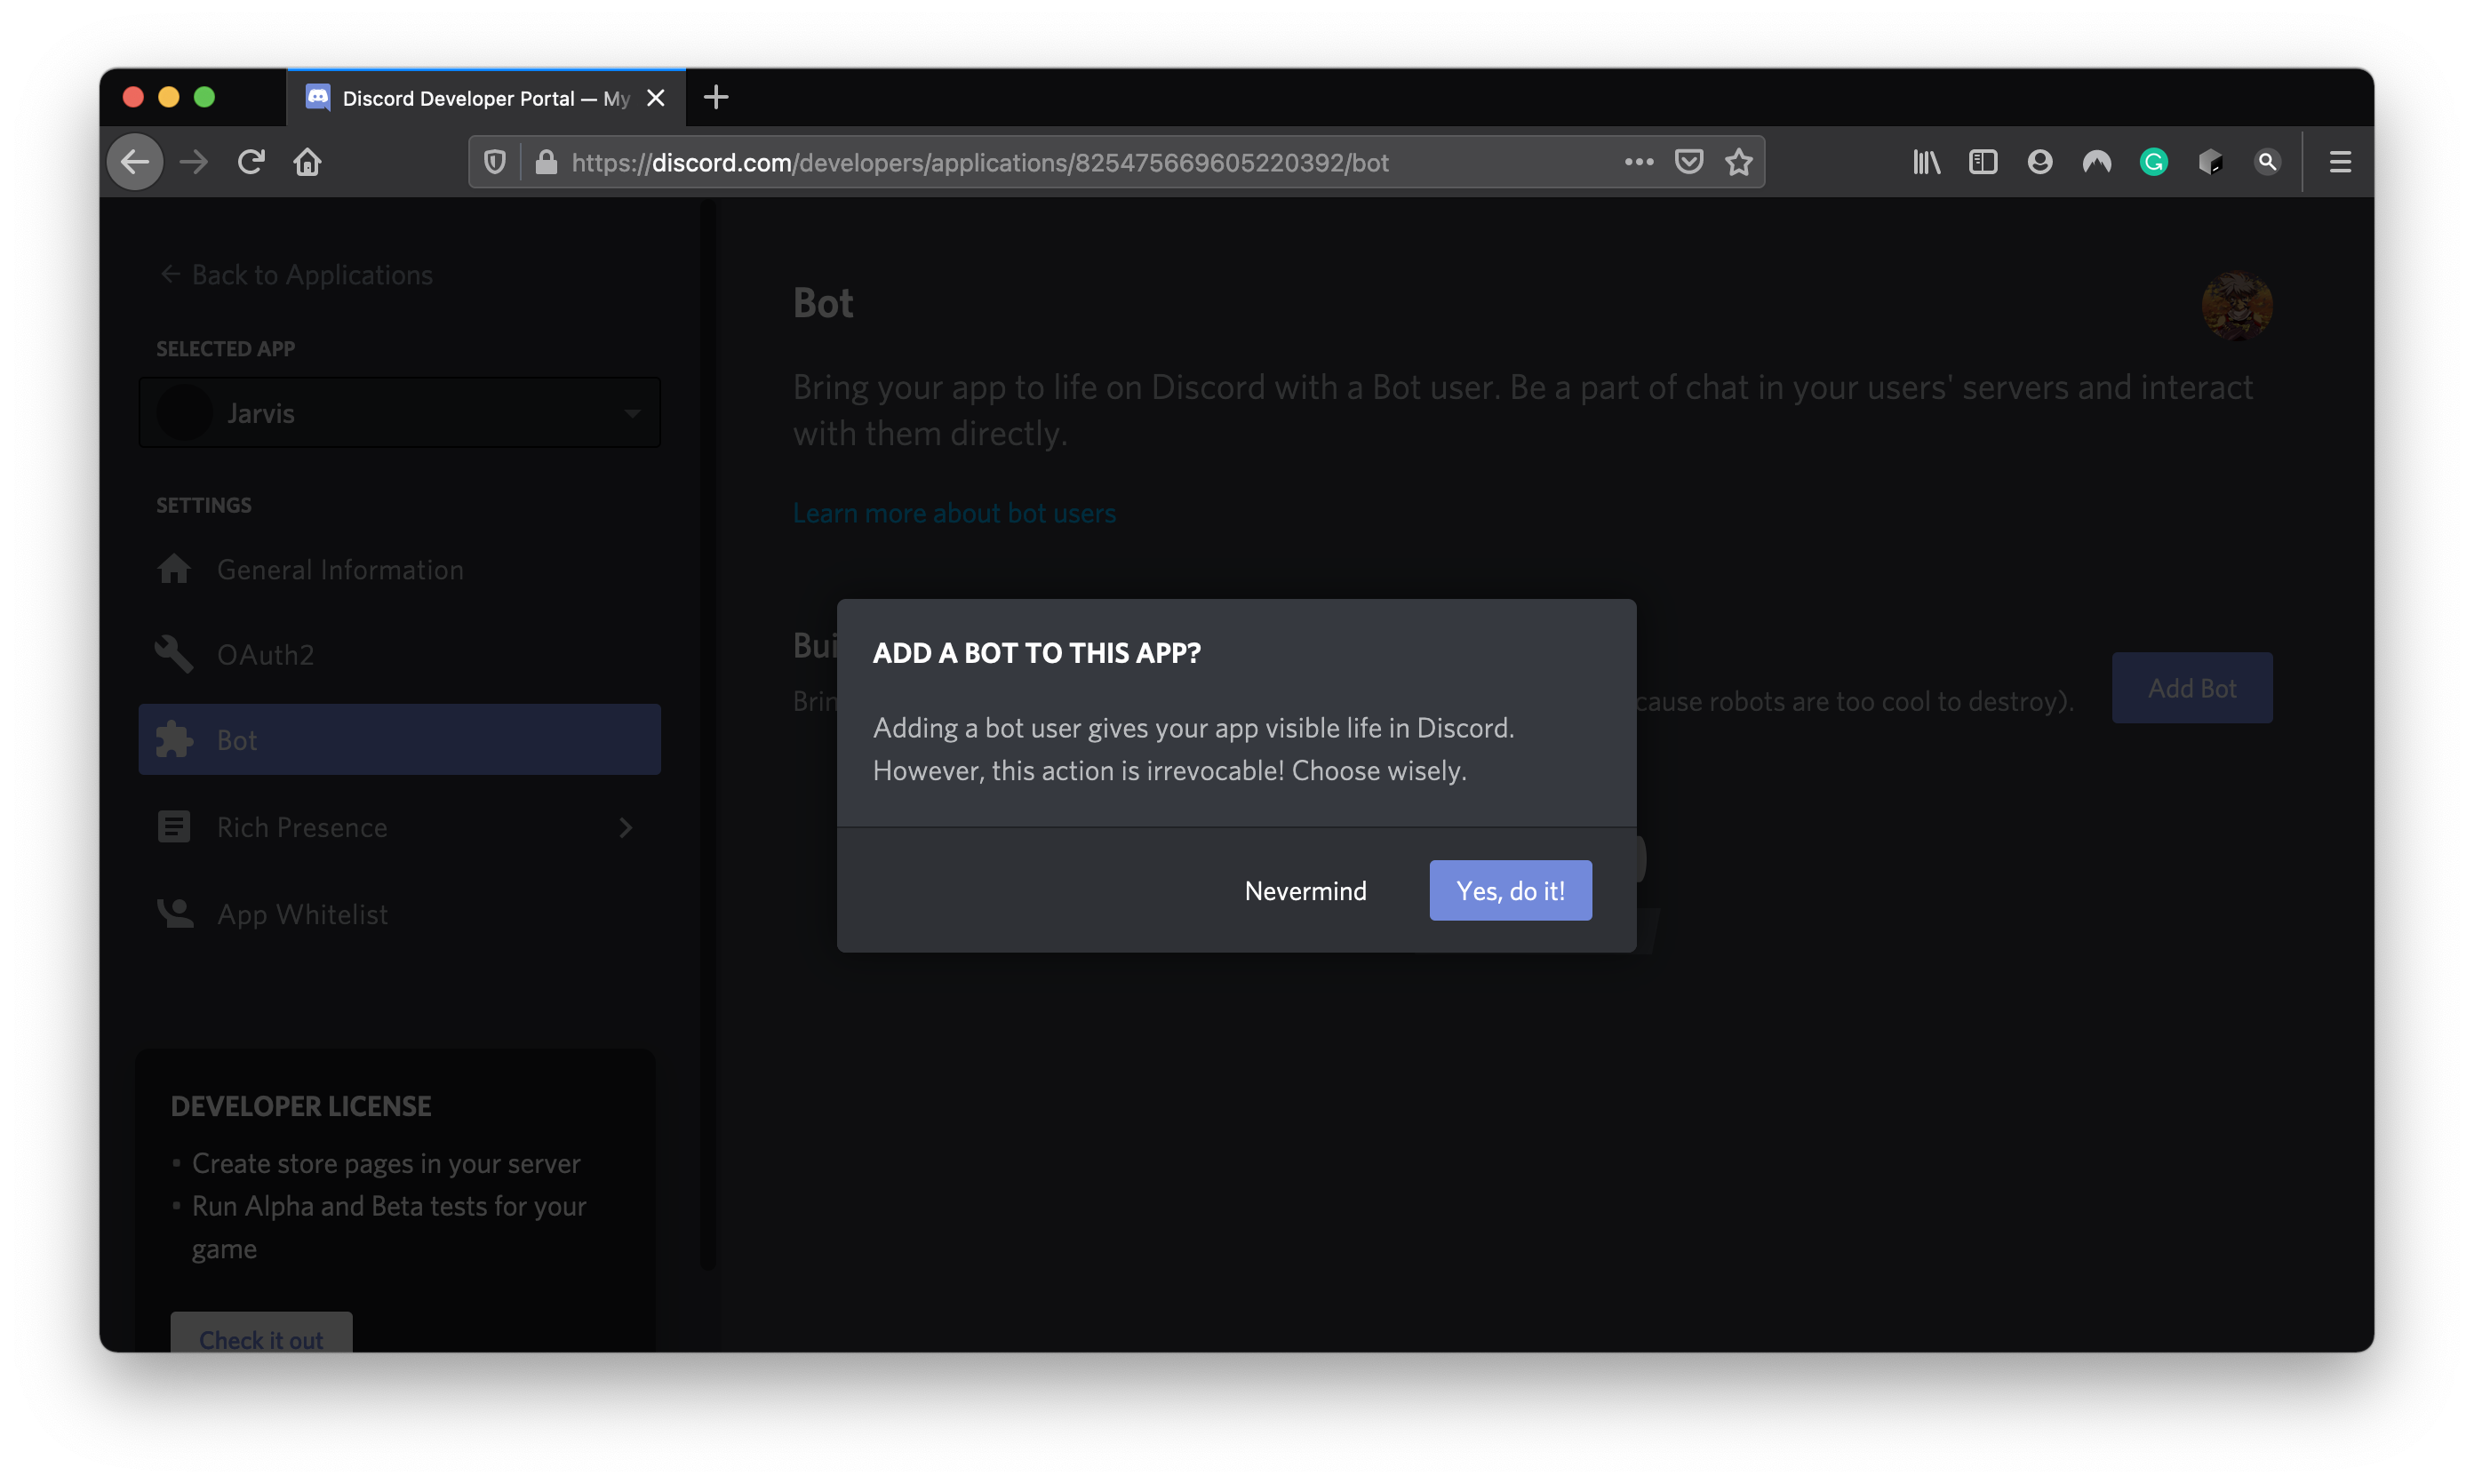 Discord Developer Portal — My
https://discord.com/developers/applications/825475669605220392/bot
← Back to Applications
SELECTED APP
Jarvis
SETTINGS
General Information
OAuth2
Bot
Rich Presence
App Whitelist
DEVELOPER LICENSE
• Create store pages in your server
• Run Alpha and Beta tests for your
game
Check it out
Bot
Bring your app to life on Discord with a Bot user. Be a part of chat in your users' servers and interact
with them directly.
Learn more about bot users
Bui
Brin
cause robots are too cool to destroy).
Add Bot
ADD A BOT TO THIS APP?
Adding a bot user gives your app visible life in Discord.
However, this action is irrevocable! Choose wisely.
Nevermind
Yes, do it!